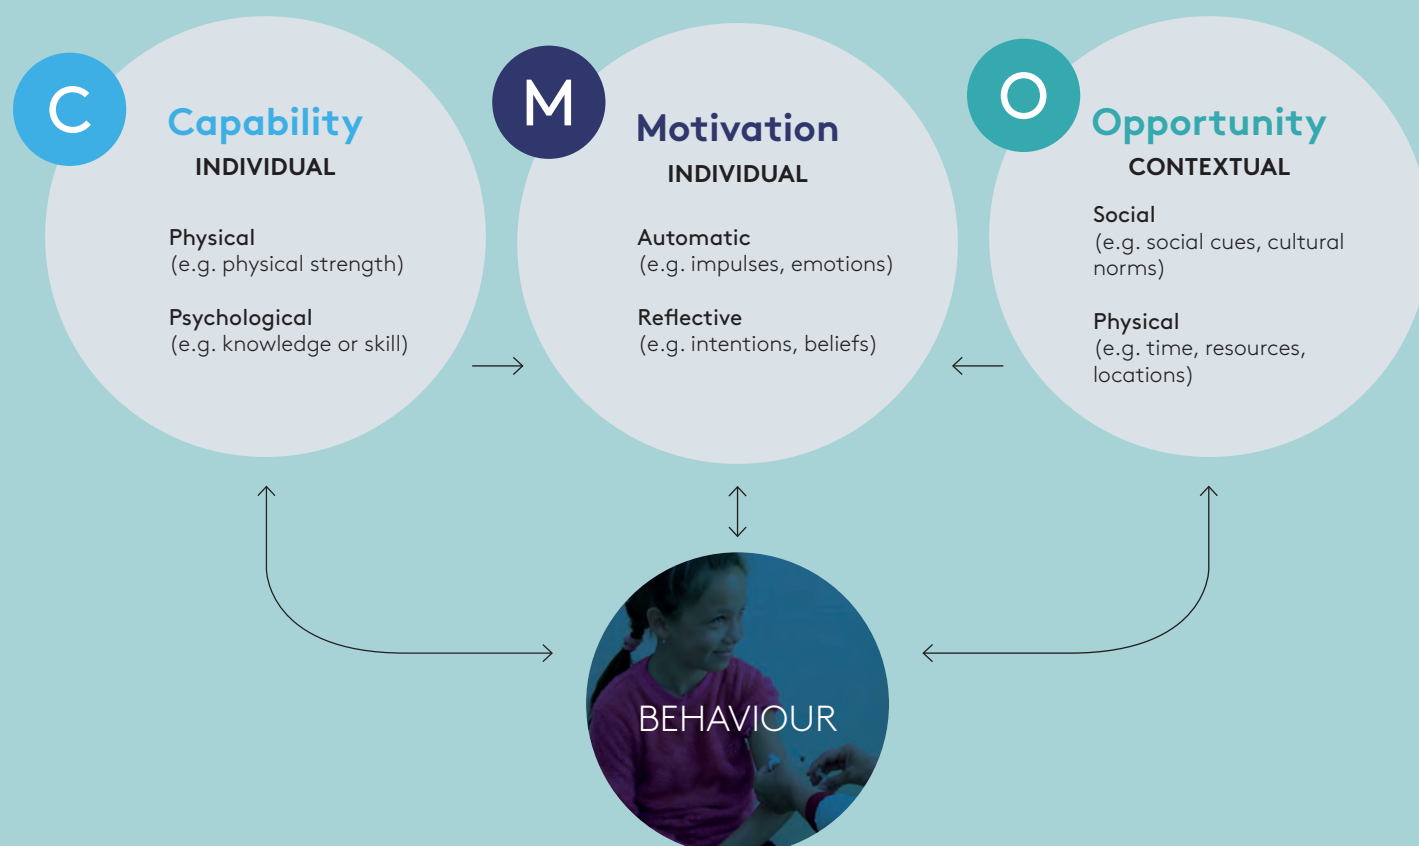 C
Capability
INDIVIDUAL
Physical
(e.g. physical strength)
Psychological
(e.g. knowledge or skill)
M
Motivation
INDIVIDUAL
Automatic
(e.g. impulses, emotions)
Reflective
(e.g. intentions, beliefs)
O
Opportunity
CONTEXTUAL
Social
(e.g. social cues, cultural
norms)
Physical
(e.g. time, resources,
locations)
BEHAVIOUR